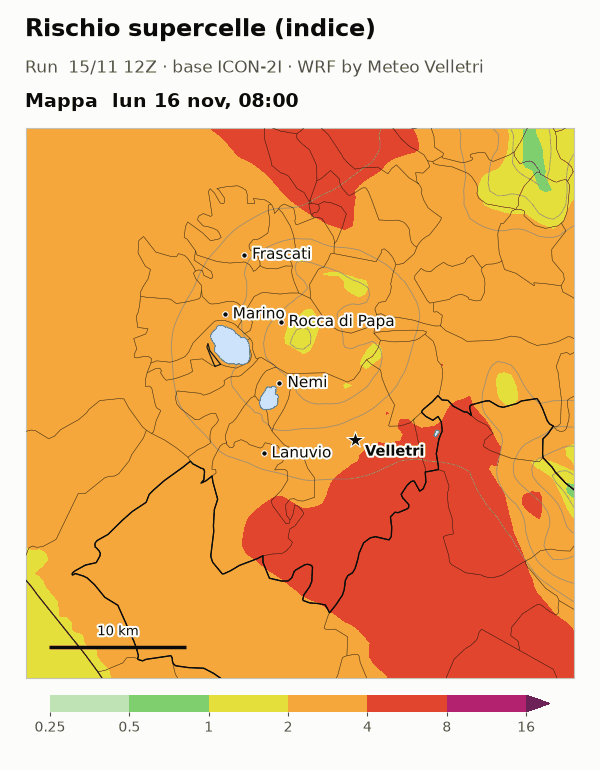 Rischio supercelle (indice)
Run  15/11 12Z · base ICON-2I · WRF by Meteo Velletri
Mappa  lun 16 nov, 08:00
Frascati
Marino
Rocca di Papa
Nemi
Velletri
Lanuvio
10 km
0.25 0.5 1 2 4 8 16